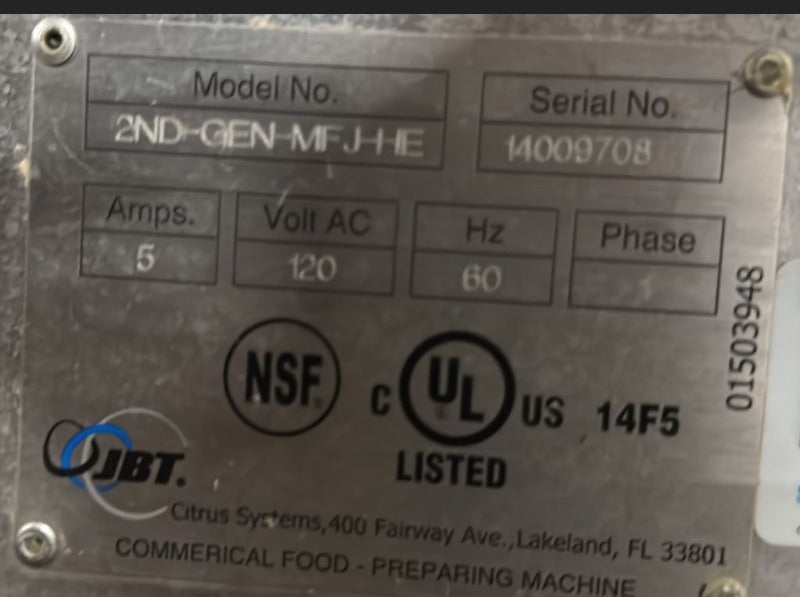 Model No.
2ND-GEN-MFJ-HE
Serial No.
14009708
Amps.
5
Volt AC
120
Hz
60
Phase
01503948
NSF
C UL US 14F5
LISTED
JBT.
Citrus Systems,400 Fairway Ave.,Lakeland, FL 33801
COMMERICAL FOOD - PREPARING MACHINE